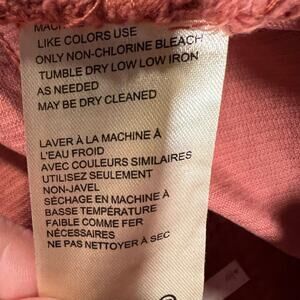 MACHI
LIKE COLORS USE
ONLY NON-CHLORINE BLEACH
TUMBLE DRY LOW LOW IRON
AS NEEDED
MAY BE DRY CLEANED
LAVER À LA MACHINE À
L'EAU FROID
AVEC COULEURS SIMILAIRES
UTILISEZ SEULEMENT
NON-JAVEL
SÈCHAGE EN MACHINE À
BASSE TEMPÉRATURE
FAIBLE COMME FER
NÉCESSAIRES
NE PAS NETTOYER À SEC